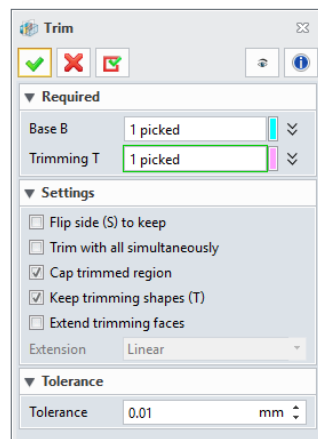 Trim
Required
Base B 1 picked
Trimming T 1 picked
Settings
Flip side (S) to keep
Trim with all simultaneously
Cap trimmed region
Keep trimming shapes (T)
Extend trimming faces
Extension Linear
Tolerance
Tolerance 0.01 mm